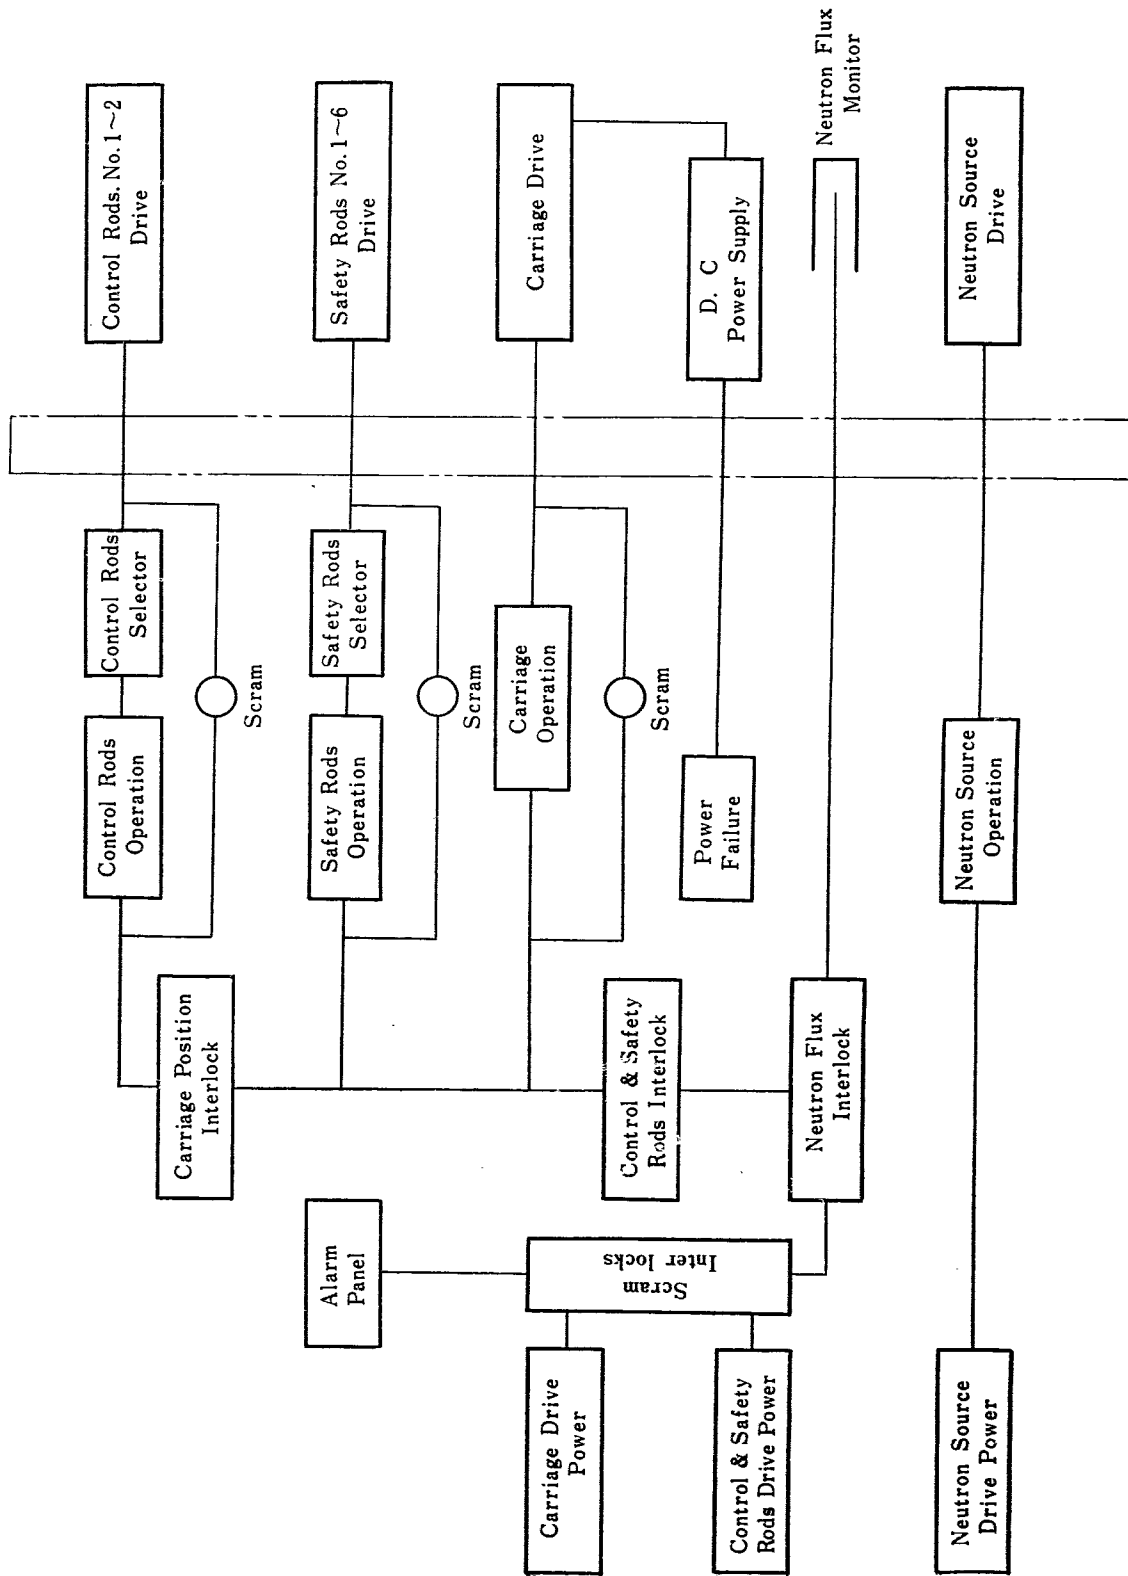 Control Rods. No. 1~2
Drive
Safety Rods No. 1~6
Drive
Carriage Drive
D. C
Power Supply
Neutron Flux
Monitor
Neutron Source
Drive
Control Rods
Selector
Safety Rods
Selector
Control Rods
Operation
Scram
Safety Rods
Operation
Scram
Carriage
Operation
Scram
Power
Failure
Neutron Source
Operation
Carriage Position
Interlock
Control & Safety
Rods Interlock
Neutron Flux
Interlock
Alarm
Panel
Scram
Inter locks
Carriage Drive
Power
Control & Safety
Rods Drive Power
Neutron Source
Drive Power